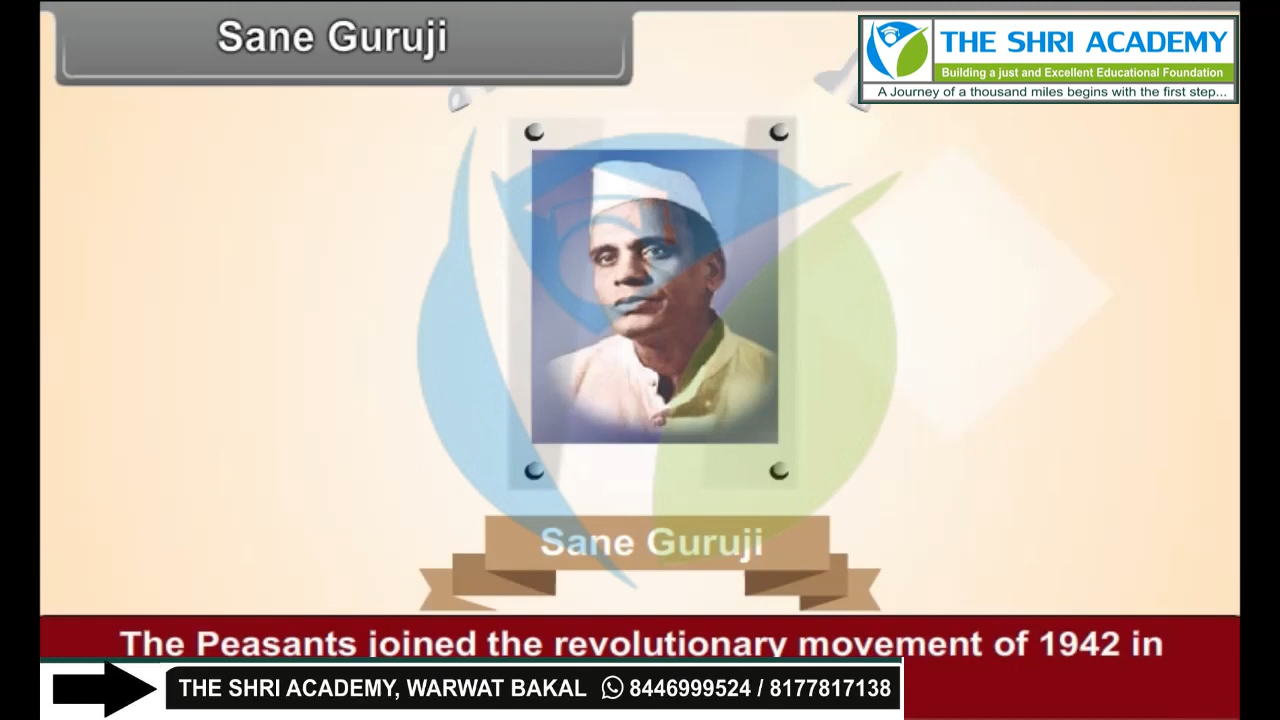 Sane Guruji
THE SHRI ACADEMY
Building a just and Excellent Educational Foundation
A Journey of a thousand miles begins with the first step...
Sane Guruji
The Peasants joined the revolutionary movement of 1942 in
THE SHRI ACADEMY, WARWAT BAKAL 8446999524 / 8177817138